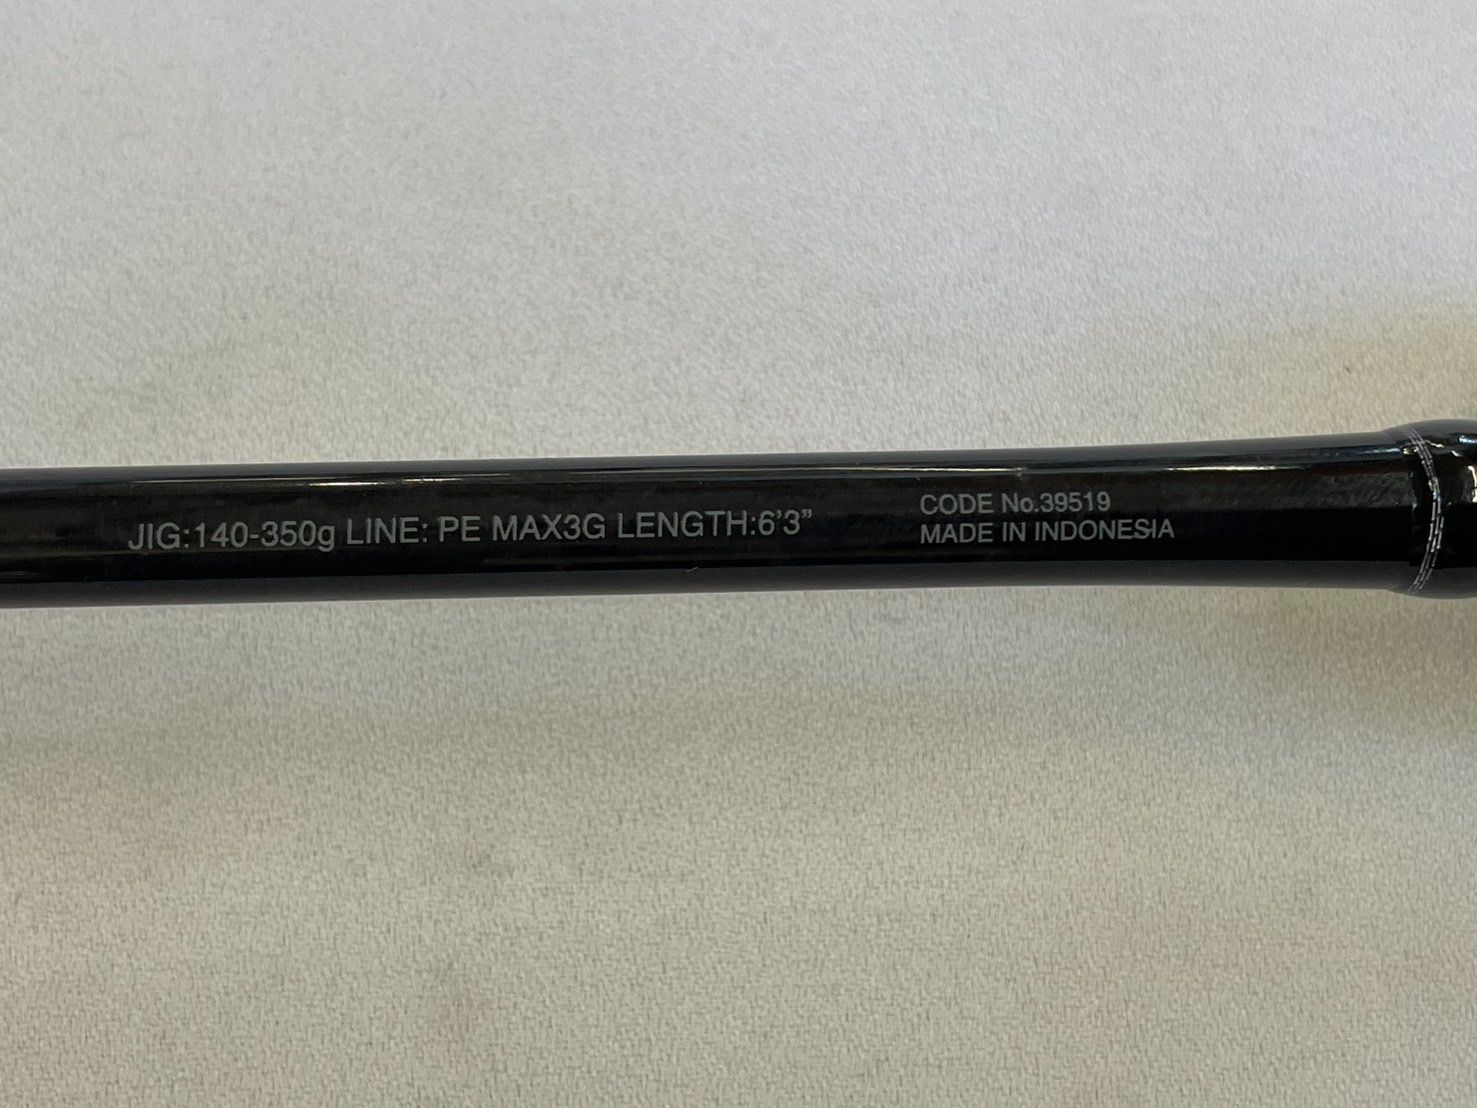 JIG:140-350g LINE: PE MAX3G LENGTH:6'3”
CODE No.39519
MADE IN INDONESIA